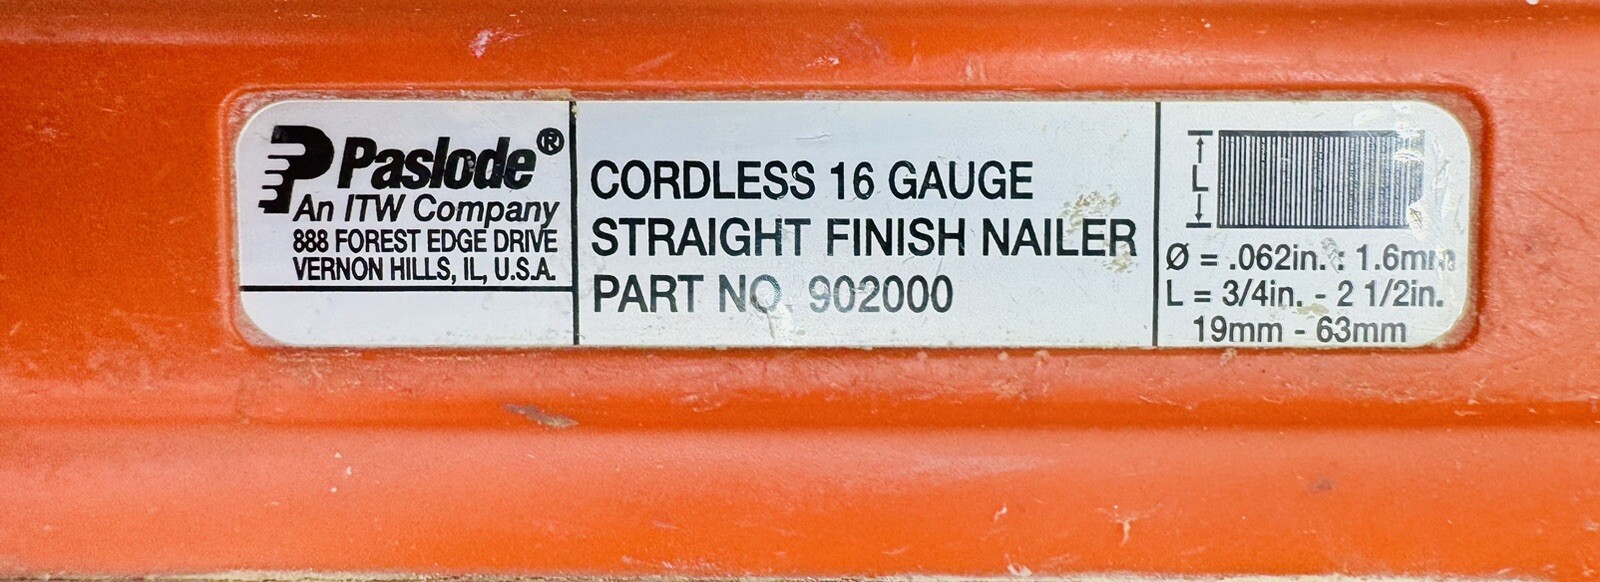 Paslode®
An ITW Company
888 FOREST EDGE DRIVE
VERNON HILLS, IL, U.S.A.
CORDLESS 16 GAUGE
STRAIGHT FINISH NAILER
PART NO. 902000
L
Ø = .062in. : 1.6mm
L = 3/4in. - 2 1/2in.
19mm - 63mm